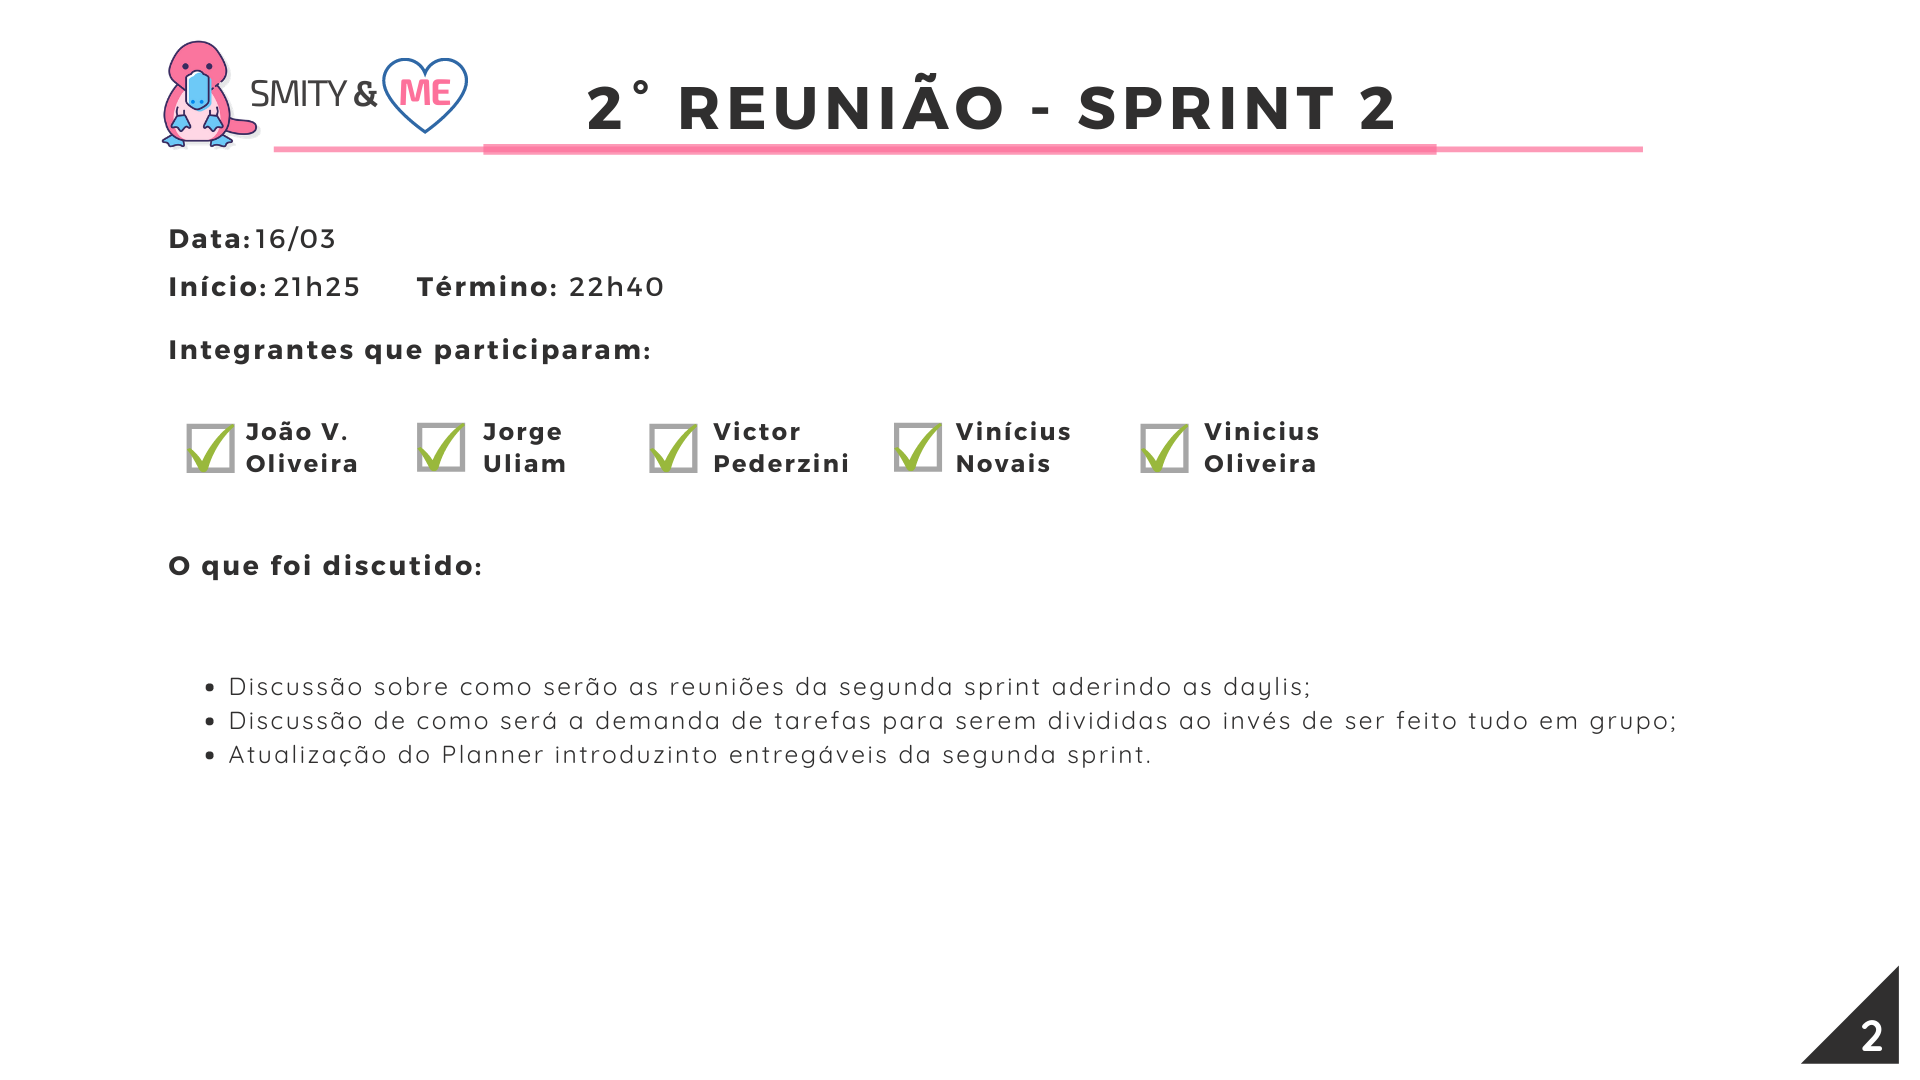 SMITY & ME
2° REUNIÃO - SPRINT 2
Data: 16/03
Início: 21h25 Término: 22h40
Integrantes que participaram:
João V. Oliveira
Jorge Uliam
Victor Pederzini
Vinícius Novais
Vinicius Oliveira
O que foi discutido:
• Discussão sobre como serão as reuniões da segunda sprint aderindo as daylis;
• Discussão de como será a demanda de tarefas para serem divididas ao invés de ser feito tudo em grupo;
• Atualização do Planner introduzinto entregáveis da segunda sprint.
2